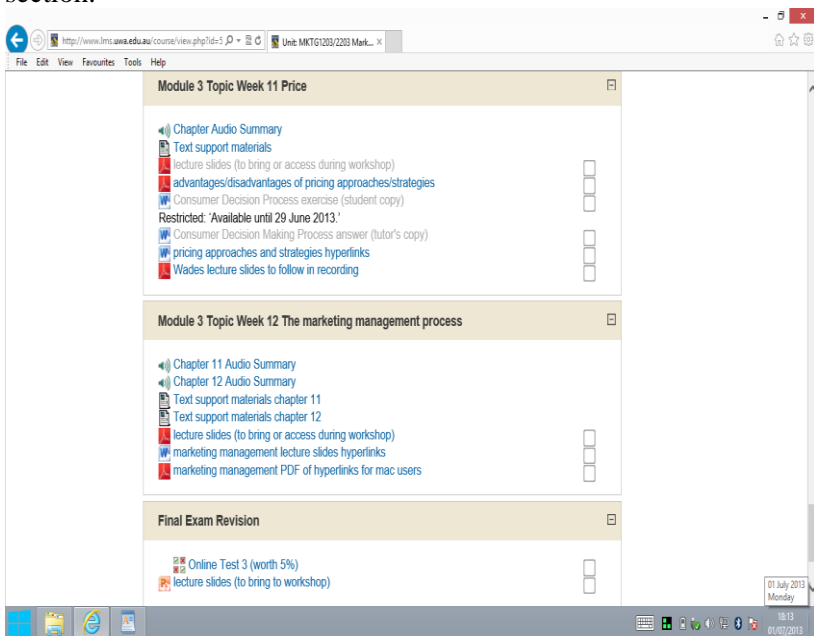 section.
http://www.lms.uwa.edu.au/course/view.php?id=5
Unit: MKTG1203/2203 Mark... ×
File Edit View Favourites Tools Help
Module 3 Topic Week 11 Price
Chapter Audio Summary
Text support materials
lecture slides (to bring or access during workshop)
advantages/disadvantages of pricing approaches/strategies
Consumer Decision Process exercise (student copy)
Restricted: 'Available until 29 June 2013.'
Consumer Decision Making Process answer (tutor's copy)
pricing approaches and strategies hyperlinks
Wades lecture slides to follow in recording
Module 3 Topic Week 12 The marketing management process
Chapter 11 Audio Summary
Chapter 12 Audio Summary
Text support materials chapter 11
Text support materials chapter 12
lecture slides (to bring or access during workshop)
marketing management lecture slides hyperlinks
marketing management PDF of hyperlinks for mac users
Final Exam Revision
Online Test 3 (worth 5%)
lecture slides (to bring to workshop)
01 July 2013
Monday
18:13
01/07/2013